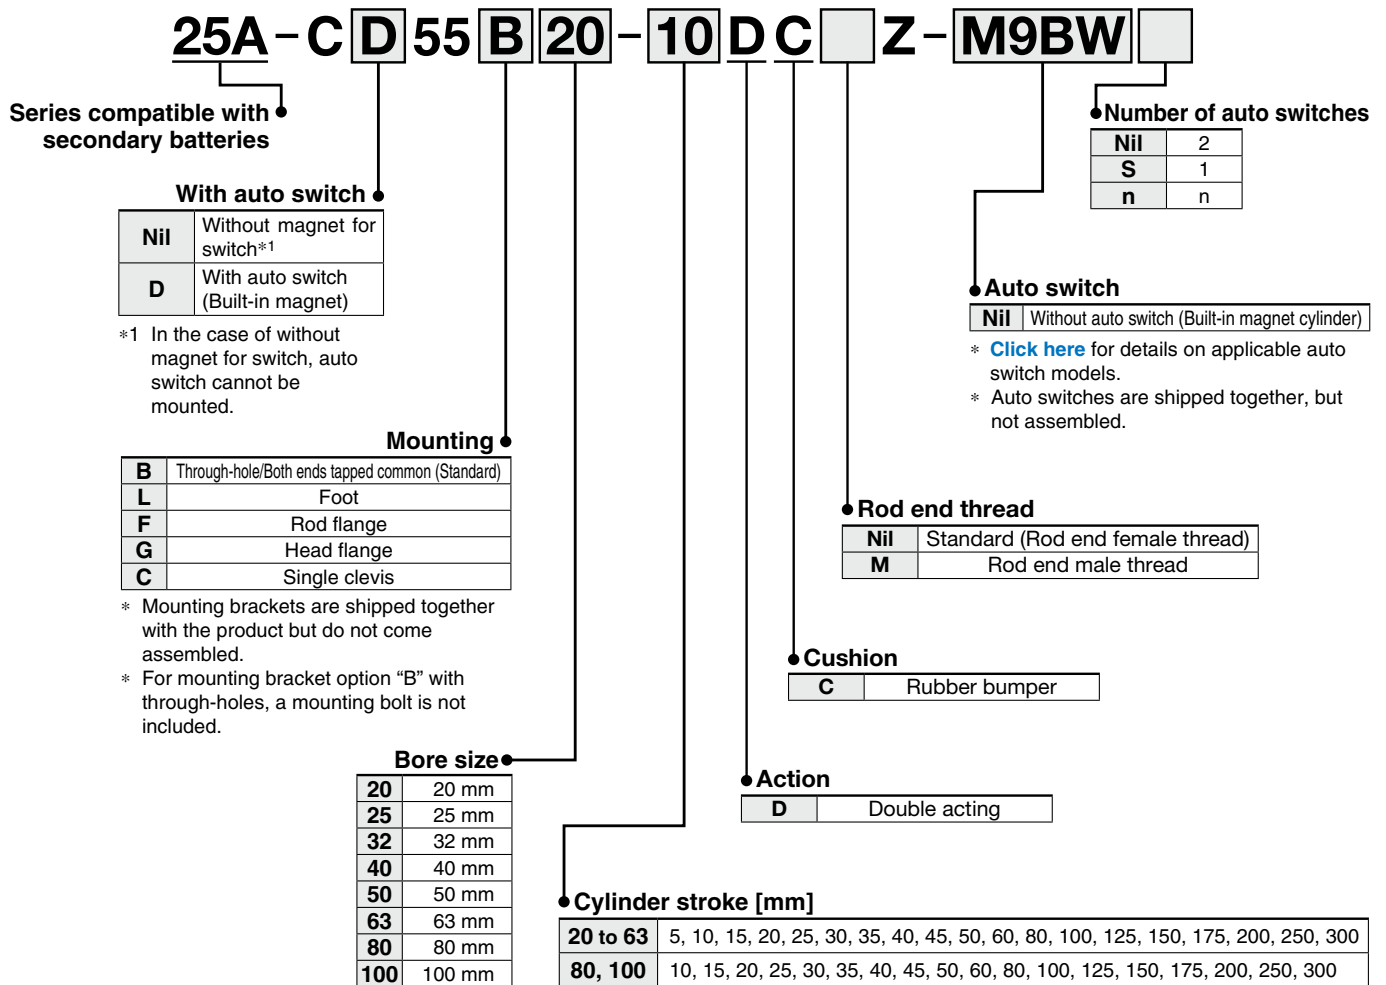 25A-CD55B20-10DC Z-M9BW
Series compatible with
secondary batteries
Number of auto switches
Nil 2
S 1
n n
With auto switch
Nil Without magnet for
switch*1
D With auto switch
(Built-in magnet)
*1 In the case of without
magnet for switch, auto
switch cannot be
mounted.
Auto switch
Nil Without auto switch (Built-in magnet cylinder)
* Click here for details on applicable auto
switch models.
* Auto switches are shipped together, but
not assembled.
Mounting
B Through-hole/Both ends tapped common (Standard)
L Foot
F Rod flange
G Head flange
C Single clevis
* Mounting brackets are shipped together
with the product but do not come
assembled.
* For mounting bracket option “B” with
through-holes, a mounting bolt is not
included.
Rod end thread
Nil Standard (Rod end female thread)
M Rod end male thread
Cushion
C Rubber bumper
Bore size
20 20 mm
25 25 mm
32 32 mm
40 40 mm
50 50 mm
63 63 mm
80 80 mm
100 100 mm
Action
D Double acting
Cylinder stroke [mm]
20 to 63 5, 10, 15, 20, 25, 30, 35, 40, 45, 50, 60, 80, 100, 125, 150, 175, 200, 250, 300
80, 100 10, 15, 20, 25, 30, 35, 40, 45, 50, 60, 80, 100, 125, 150, 175, 200, 250, 300